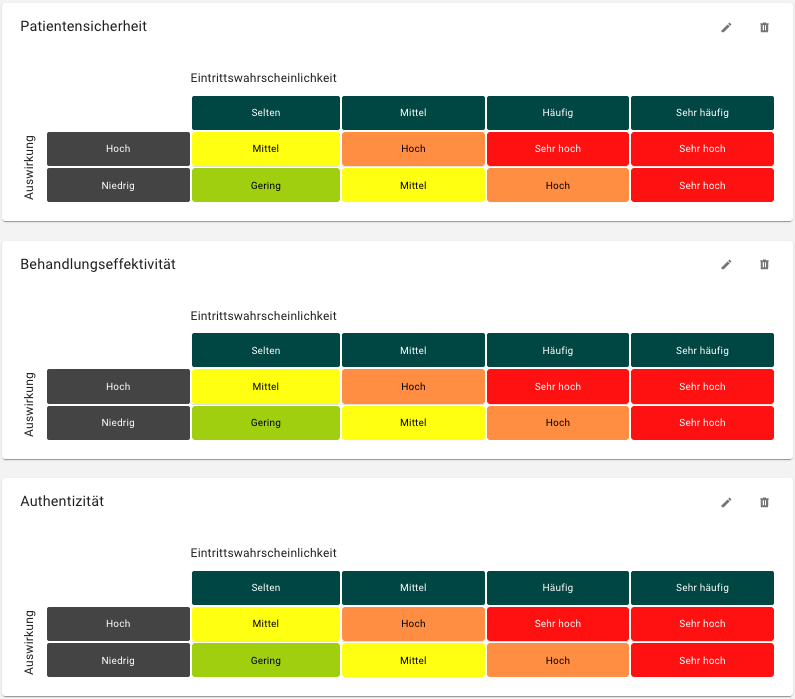 Patientensicherheit
Eintrittswahrscheinlichkeit
Selten Mittel Häufig Sehr häufig
Auswirkung
Hoch Mittel Hoch Sehr hoch Sehr hoch
Niedrig Gering Mittel Hoch Sehr hoch
Behandlungseffektivität
Eintrittswahrscheinlichkeit
Selten Mittel Häufig Sehr häufig
Auswirkung
Hoch Mittel Hoch Sehr hoch Sehr hoch
Niedrig Gering Mittel Hoch Sehr hoch
Authentizität
Eintrittswahrscheinlichkeit
Selten Mittel Häufig Sehr häufig
Auswirkung
Hoch Mittel Hoch Sehr hoch Sehr hoch
Niedrig Gering Mittel Hoch Sehr hoch